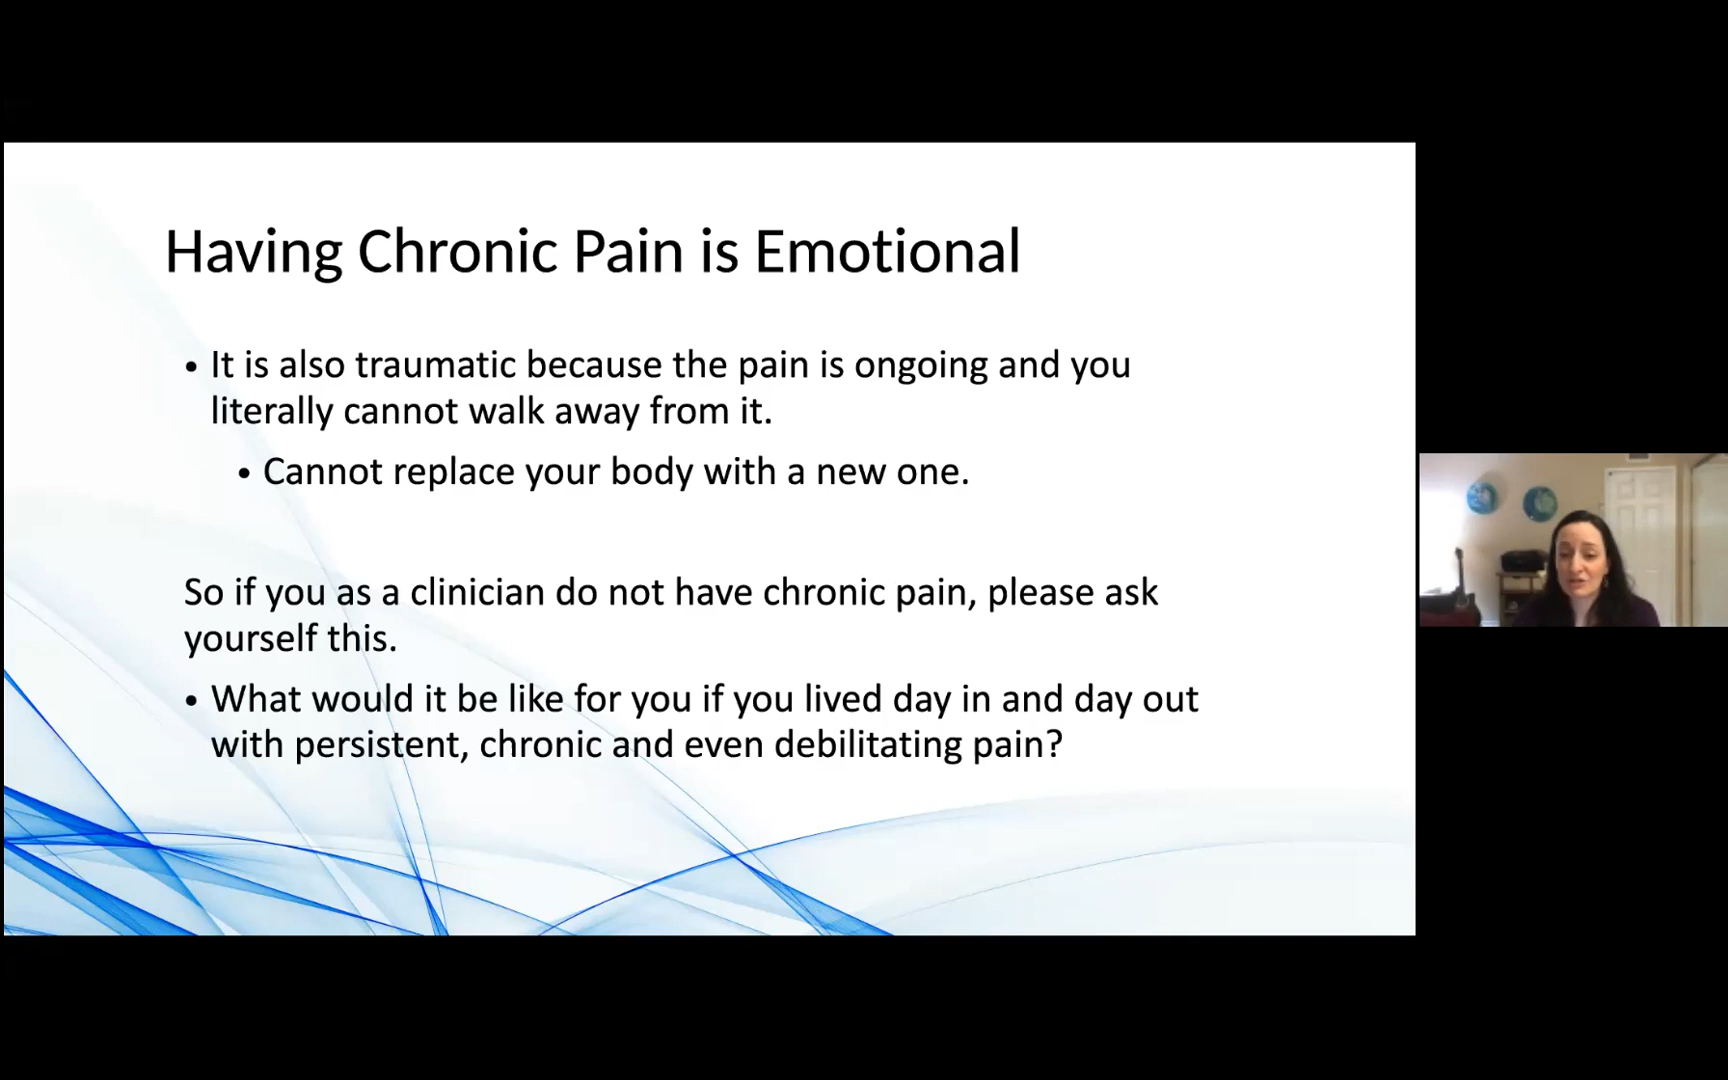 Having Chronic Pain is Emotional
• It is also traumatic because the pain is ongoing and you
literally cannot walk away from it.
• Cannot replace your body with a new one.
So if you as a clinician do not have chronic pain, please ask
yourself this.
• What would it be like for you if you lived day in and day out
with persistent, chronic and even debilitating pain?